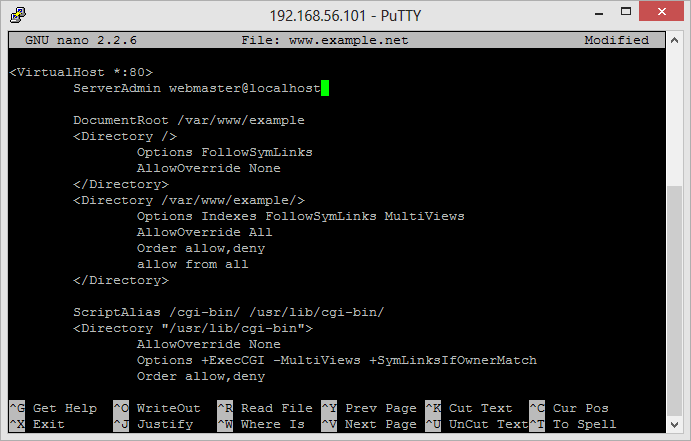 192.168.56.101 - PuTTY
GNU nano 2.2.6 File: www.example.net Modified
<VirtualHost *:80>
ServerAdmin webmaster@localhost
DocumentRoot /var/www/example
<Directory />
Options FollowSymLinks
AllowOverride None
</Directory>
<Directory /var/www/example/>
Options Indexes FollowSymLinks MultiViews
AllowOverride All
Order allow,deny
allow from all
</Directory>
ScriptAlias /cgi-bin/ /usr/lib/cgi-bin/
<Directory "/usr/lib/cgi-bin">
AllowOverride None
Options +ExecCGI -MultiViews +SymLinksIfOwnerMatch
Order allow,deny
^G Get Help ^O WriteOut ^R Read File ^Y Prev Page ^K Cut Text ^C Cur Pos
^X Exit ^J Justify ^W Where Is ^V Next Page ^U UnCut Text^T To Spell